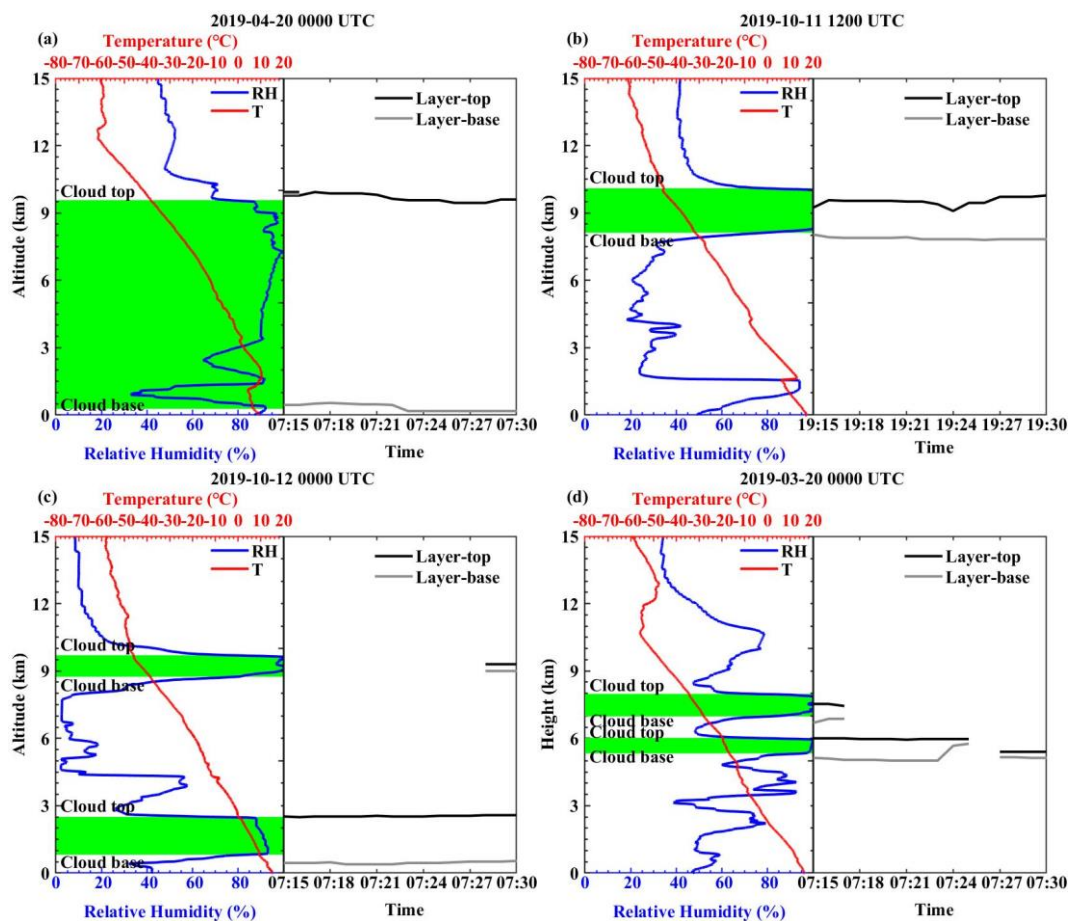 2019-04-20 0000 UTC
(a)
Temperature (°C)
-80-70-60-50-40-30-20-10 0 10 20
15
12
9
6
3
0
Altitude (km)
RH
T
Layer-top
Layer-base
Cloud top
Cloud base
0 20 40 60 80
07:15 07:18 07:21 07:24 07:27 07:30
Relative Humidity (%)
Time
2019-10-11 1200 UTC
(b)
Temperature (°C)
-80-70-60-50-40-30-20-10 0 10 20
15
12
9
6
3
0
Altitude (km)
RH
T
Layer-top
Layer-base
Cloud top
Cloud base
0 20 40 60 80
19:15 19:18 19:21 19:24 19:27 19:30
Relative Humidity (%)
Time
2019-10-12 0000 UTC
(c)
Temperature (°C)
-80-70-60-50-40-30-20-10 0 10 20
15
12
9
6
3
0
Altitude (km)
RH
T
Layer-top
Layer-base
Cloud top
Cloud base
Cloud top
Cloud base
0 20 40 60 80
07:15 07:18 07:21 07:24 07:27 07:30
Relative Humidity (%)
Time
2019-03-20 0000 UTC
(d)
Temperature (°C)
-80-70-60-50-40-30-20-10 0 10 20
15
12
9
6
3
0
Height (km)
RH
T
Layer-top
Layer-base
Cloud top
Cloud base
Cloud top
Cloud base
0 20 40 60 80
07:15 07:18 07:21 07:24 07:27 07:30
Relative Humidity (%)
Time